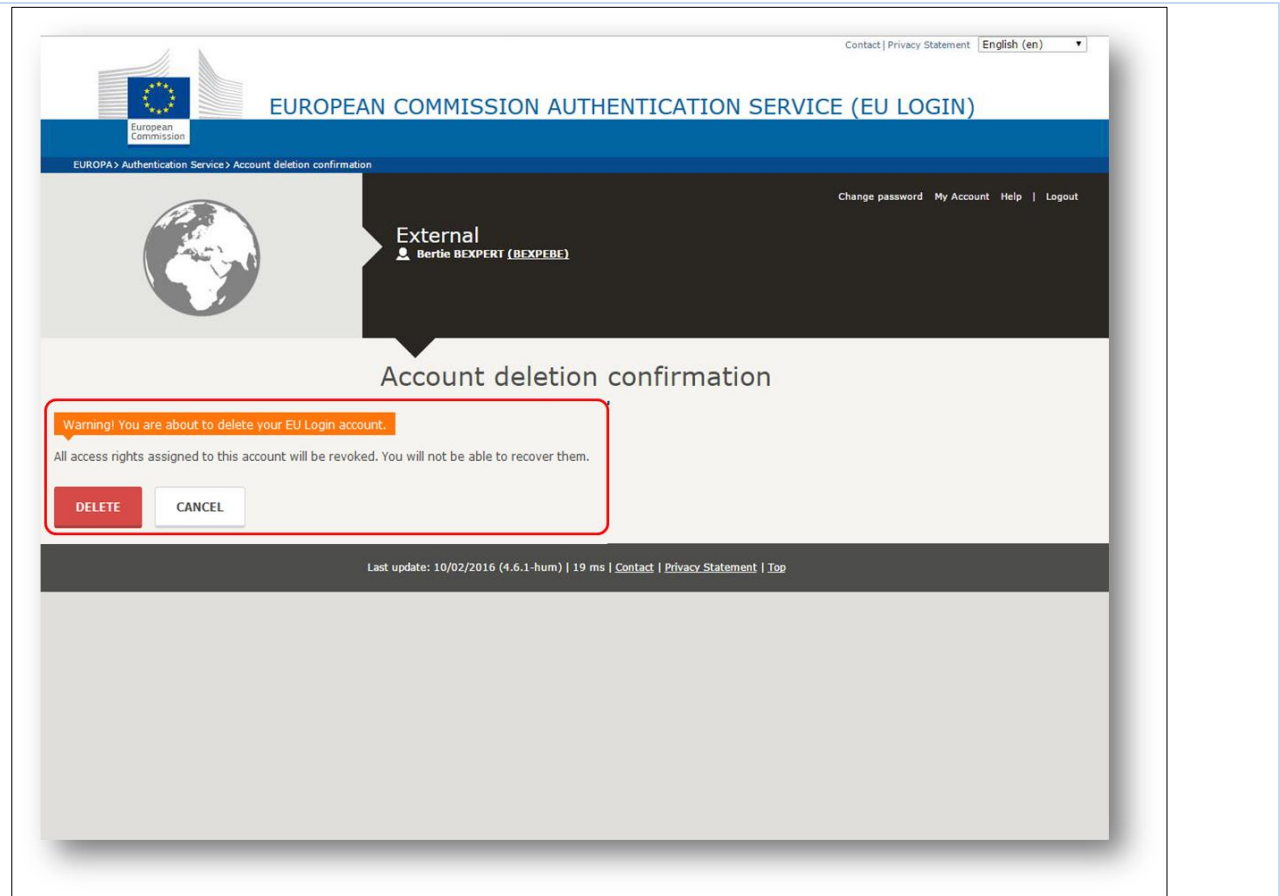 Contact | Privacy Statement English (en)
EUROPEAN COMMISSION AUTHENTICATION SERVICE (EU LOGIN)
European
Commission
EUROPA > Authentication Service > Account deletion confirmation
Change password My Account Help | Logout
External
Bertie BEXPERT (BEXPEBE)
Account deletion confirmation
Warning! You are about to delete your EU Login account.
All access rights assigned to this account will be revoked. You will not be able to recover them.
DELETE CANCEL
Last update: 10/02/2016 (4.6.1-hum) | 19 ms | Contact | Privacy Statement | Top